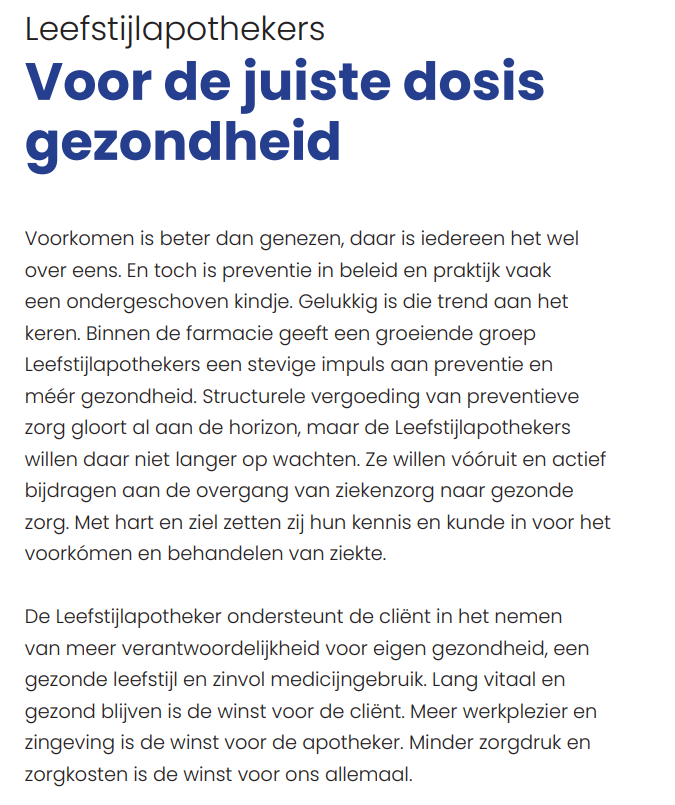 Leefstijlapothekers
Voor de juiste dosis
gezondheid
Voorkomen is beter dan genezen, daar is iedereen het wel
over eens. En toch is preventie in beleid en praktijk vaak
een ondergeschoven kindje. Gelukkig is die trend aan het
keren. Binnen de farmacie geeft een groeiende groep
Leefstijlapothekers een stevige impuls aan preventie en
méér gezondheid. Structurele vergoeding van preventieve
zorg gloort al aan de horizon, maar de Leefstijlapothekers
willen daar niet langer op wachten. Ze willen vóóruit en actief
bijdragen aan de overgang van ziekenzorg naar gezonde
zorg. Met hart en ziel zetten zij hun kennis en kunde in voor het
voorkómen en behandelen van ziekte.
De Leefstijlapotheker ondersteunt de cliënt in het nemen
van meer verantwoordelijkheid voor eigen gezondheid, een
gezonde leefstijl en zinvol medicijngebruik. Lang vitaal en
gezond blijven is de winst voor de cliënt. Meer werkplezier en
zingeving is de winst voor de apotheker. Minder zorgdruk en
zorgkosten is de winst voor ons allemaal.